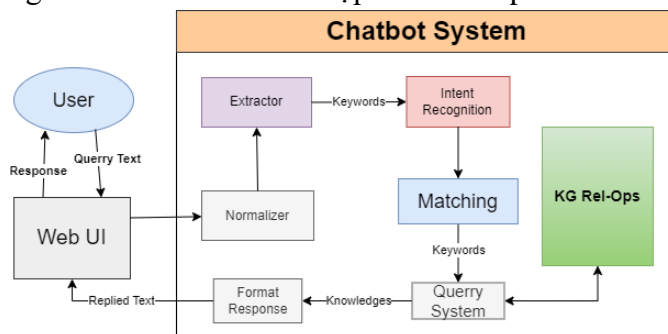 Chatbot System
User
Extractor
Keywords
Intent
Recognition
Response
Querry Text
KG Rel-Ops
Matching
Web UI
Normalizer
Keywords
Replied Text
Format
Response
Knowledges
Querry
System